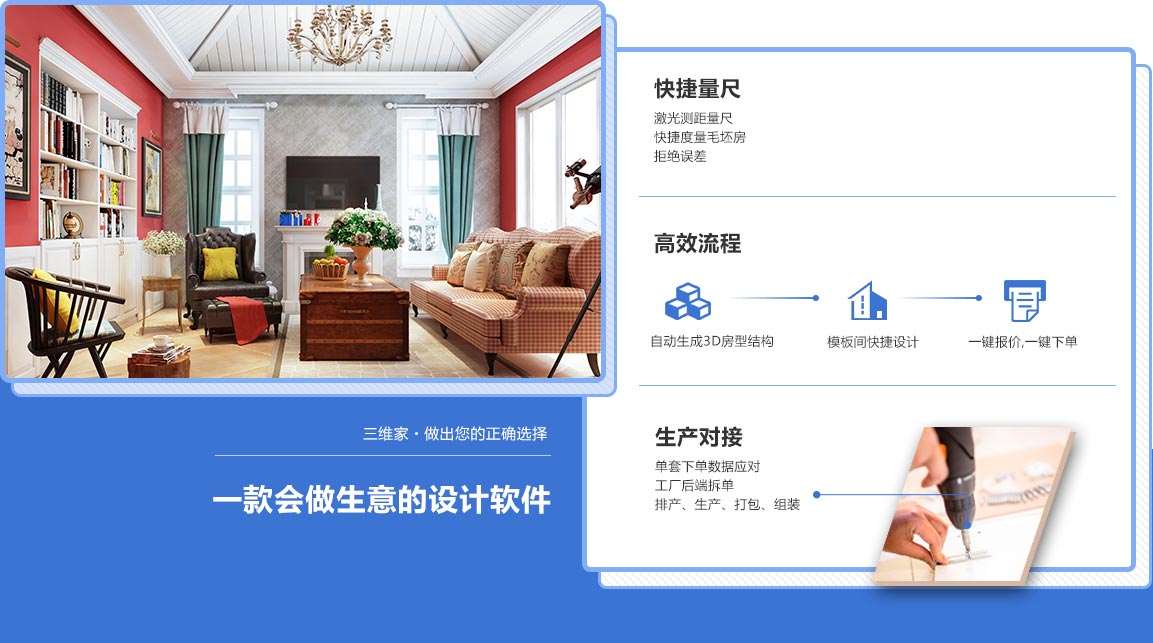 快捷量尺
激光测距量尺
快捷度量毛坯房
拒绝误差
高效流程
自动生成3D房型结构
模板间快捷设计
一键报价,一键下单
三维家·做出您的正确选择
一款会做生意的设计软件
生产对接
单套下单数据应对
工厂后端拆单
排产、生产、打包、组装